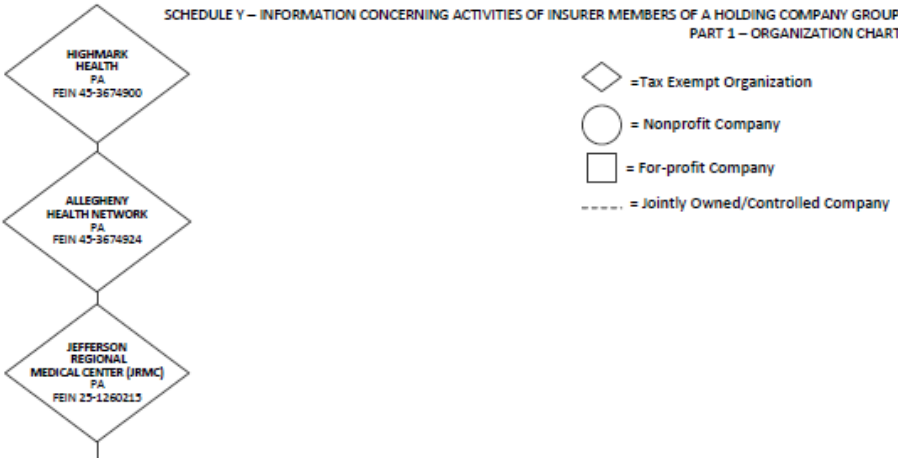 SCHEDULE Y – INFORMATION CONCERNING ACTIVITIES OF INSURER MEMBERS OF A HOLDING COMPANY GROUP
PART 1 – ORGANIZATION CHART
HIGHMARK
HEALTH
PA
FEIN 45-3674900
=Tax Exempt Organization
= Nonprofit Company
= For-profit Company
= Jointly Owned/Controlled Company
ALLEGHENY
HEALTH NETWORK
PA
FEIN 45-3674924
JEFFERSON
REGIONAL
MEDICAL CENTER (JRMC)
PA
FEIN 25-1260215